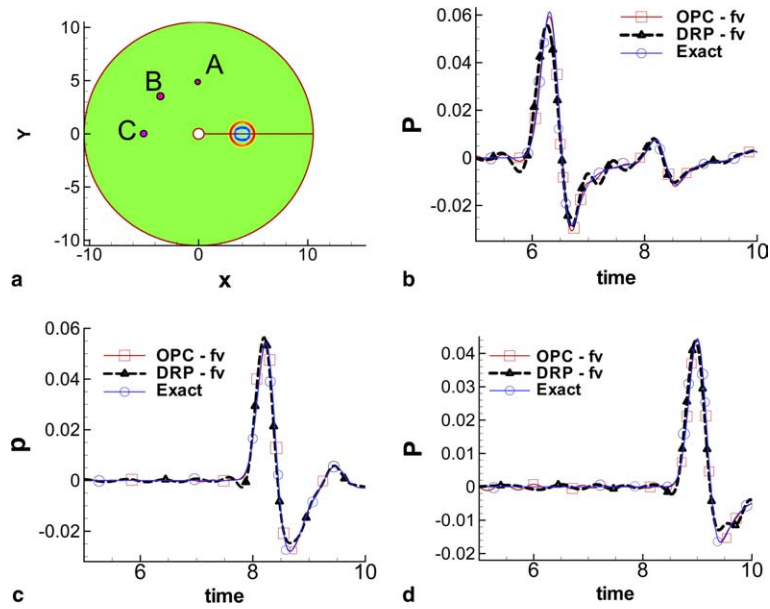 10
5
0
-5
-10
Y
-10
0
10
x
A
B
C
a
0.06
0.04
0.02
0
-0.02
P
OPC - fv
DRP - fv
Exact
6
8
10
time
b
0.06
0.04
0.02
0
-0.02
p
OPC - fv
DRP - fv
Exact
6
8
10
time
c
0.04
0.03
0.02
0.01
0
-0.01
-0.02
P
OPC - fv
DRP - fv
Exact
6
8
10
time
d